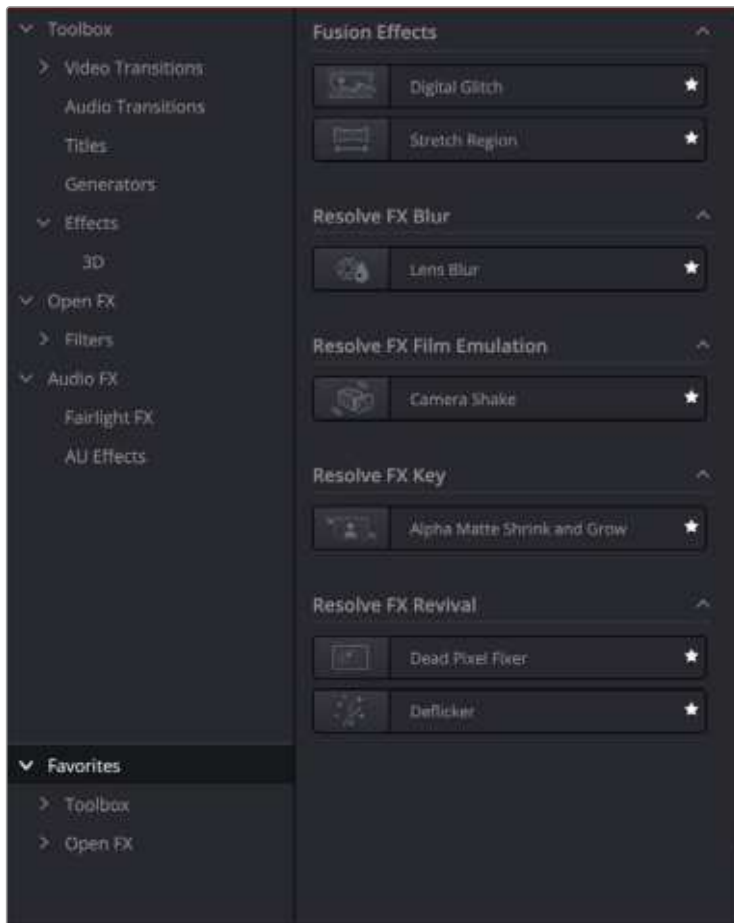 Toolbox
Video Transitions
Audio Transitions
Titles
Generators
Effects
3D
Open FX
Filters
Audio FX
Fairlight FX
AU Effects
Favorites
Toolbox
Open FX
Fusion Effects
Digital Glitch
Stretch Region
Resolve FX Blur
Lens Blur
Resolve FX Film Emulation
Camera Shake
Resolve FX Key
Alpha Matte Shrink and Grow
Resolve FX Revival
Dead Pixel Fixer
Deflicker